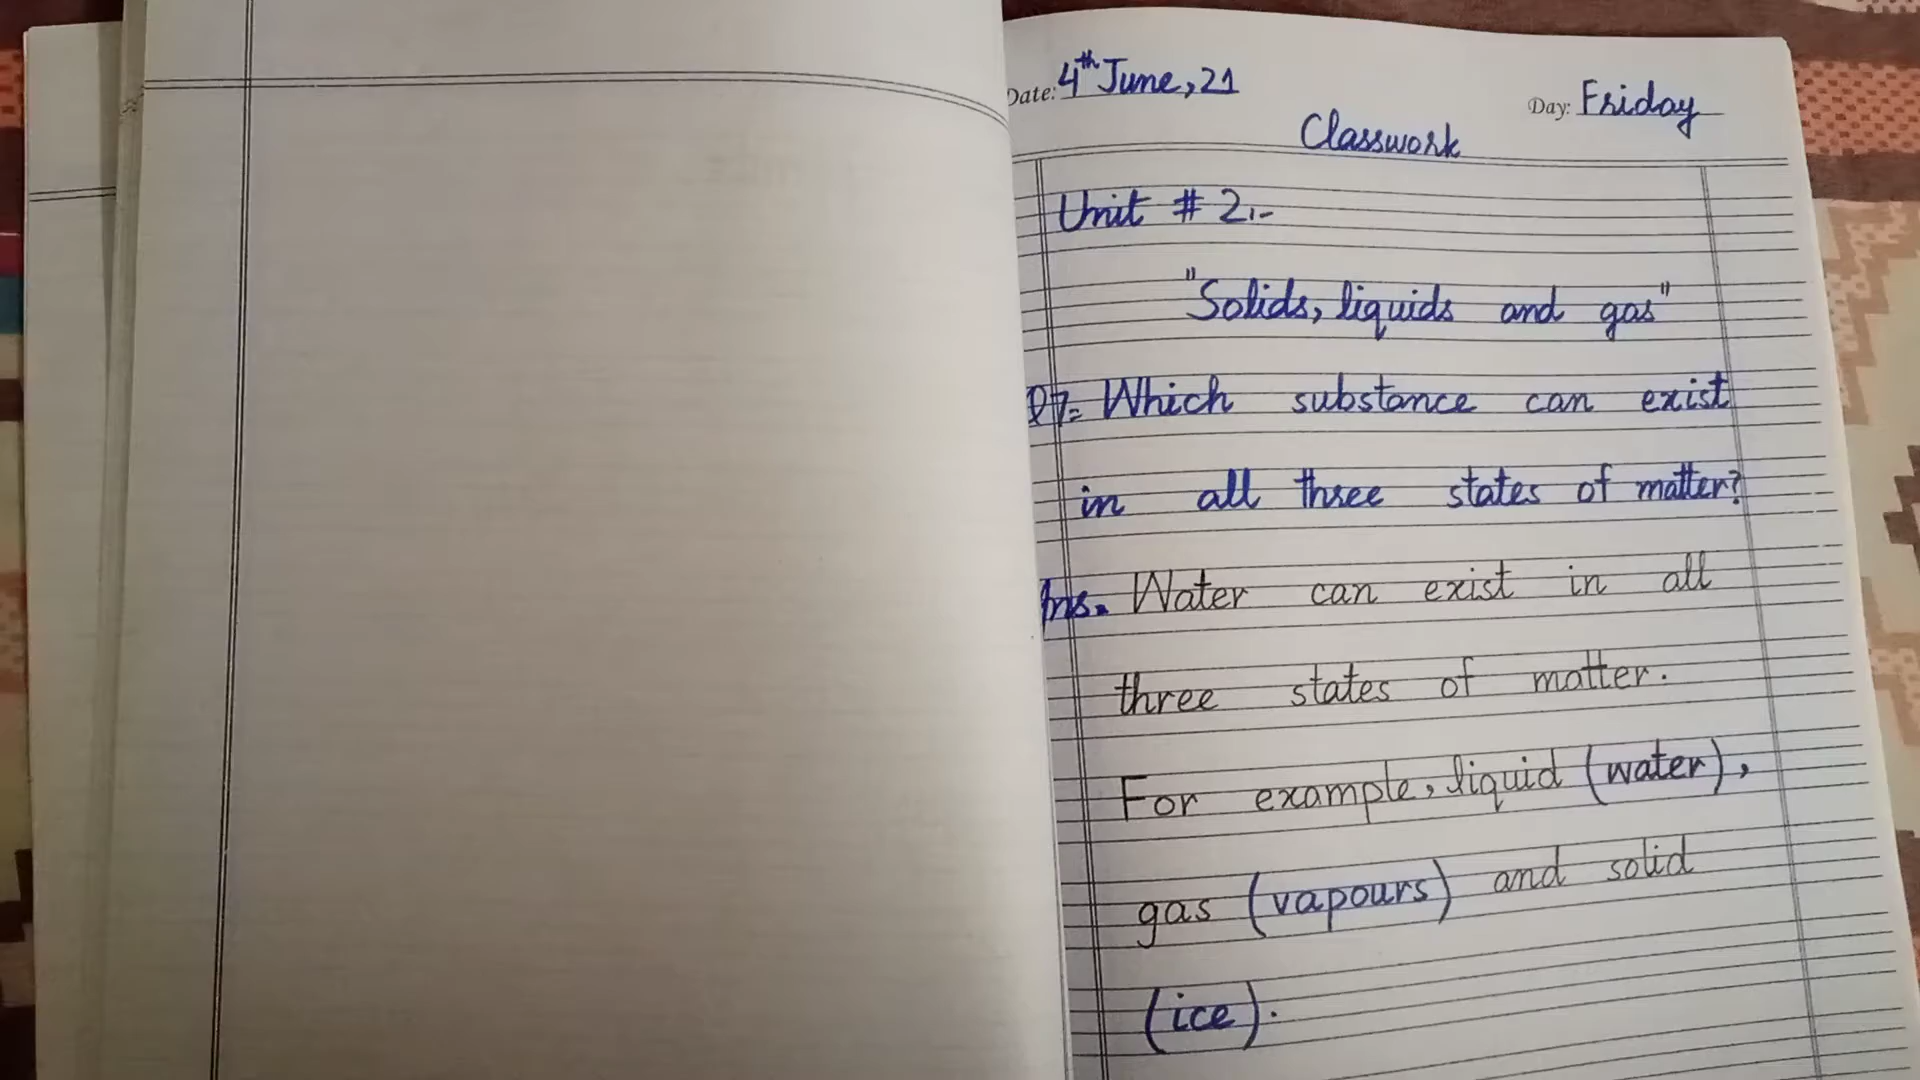 Date: 4th June, 21
Day: Friday
Classwork
Unit # 2:-
"Solids, liquids and gas"
Q7= Which substance can exist
in all three states of matter?
Ans. Water can exist in all
three states of matter.
For example, liquid (water),
gas (vapours) and solid
(ice).